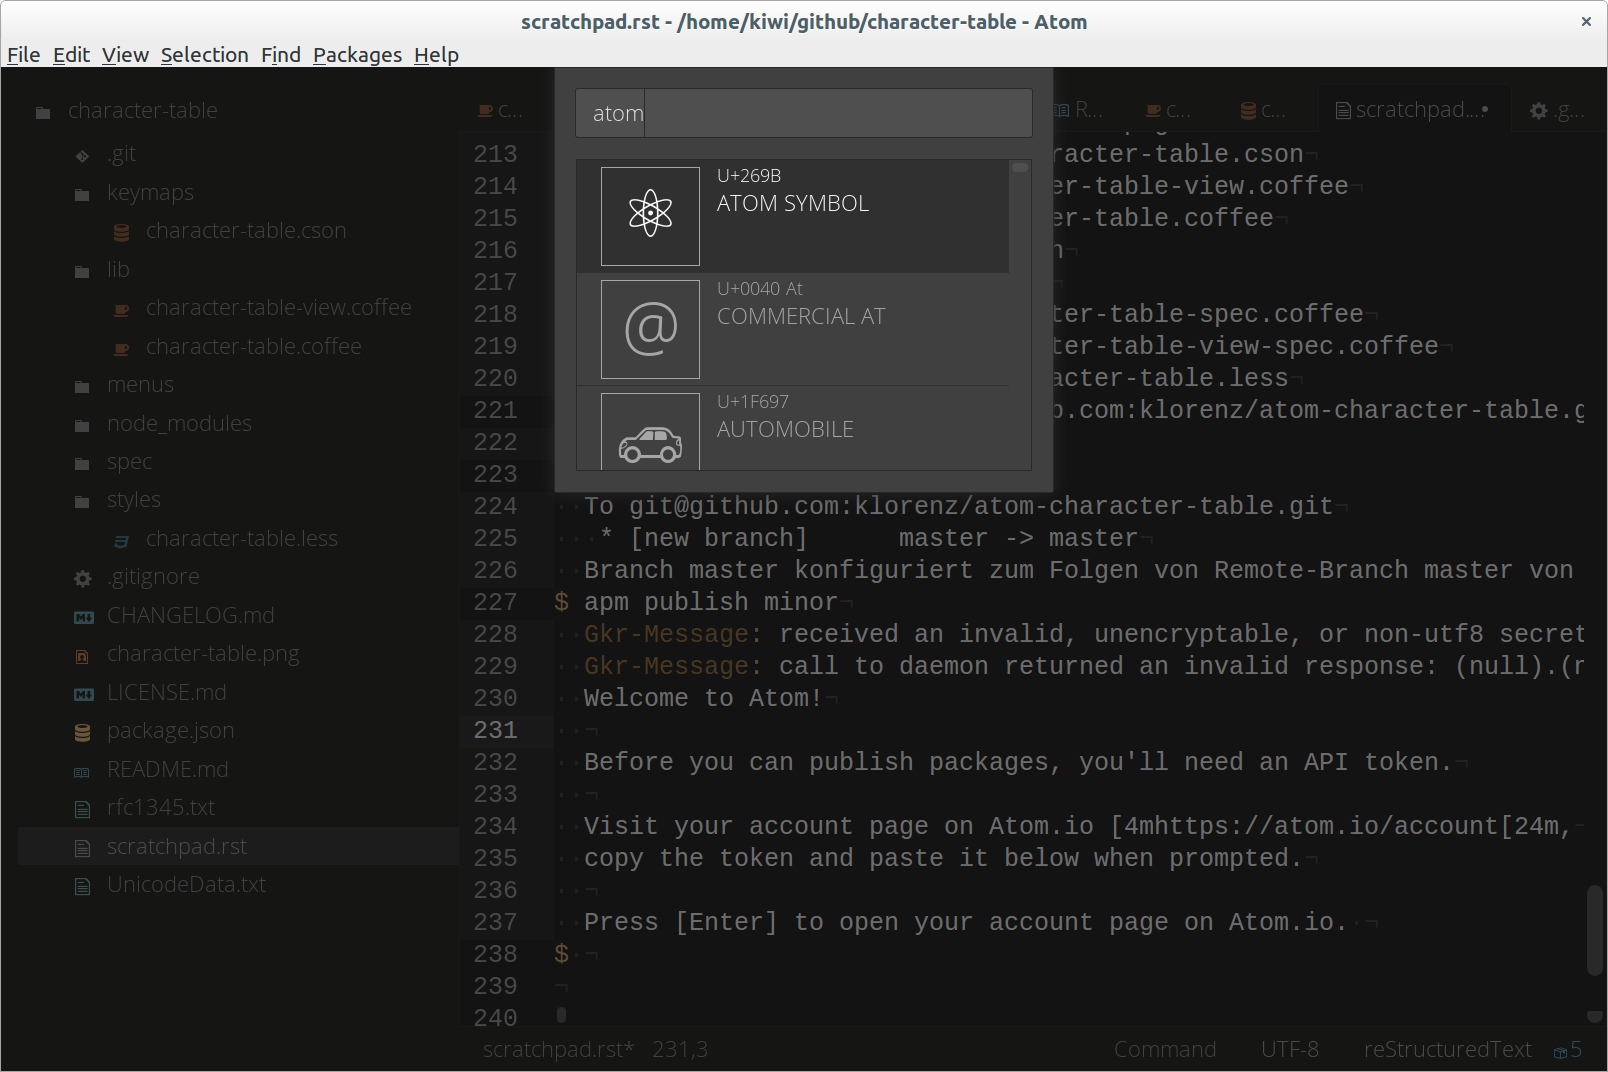 scratchpad.rst - /home/kiwi/github/character-table - Atom
File Edit View Selection Find Packages Help
character-table
.git
keymaps
character-table.cson
lib
character-table-view.coffee
character-table.coffee
menus
node_modules
spec
styles
character-table.less
.gitignore
CHANGELOG.md
character-table.png
LICENSE.md
package.json
README.md
rfc1345.txt
scratchpad.rst
UnicodeData.txt
c... R... c... c... scratchpad....• .g...
atom
U+269B
ATOM SYMBOL
@
U+0040 At
COMMERCIAL AT
U+1F697
AUTOMOBILE
213 racter-table.cson¬
214 er-table-view.coffee¬
215 er-table.coffee¬
216 n¬
217 ¬
218 ter-table-spec.coffee¬
219 ter-table-view-spec.coffee¬
220 acter-table.less¬
221 b.com:klorenz/atom-character-table.g
222
223
224 ··To git@github.com:klorenz/atom-character-table.git¬
225 ···* [new branch]      master -> master¬
226 ··Branch master konfiguriert zum Folgen von Remote-Branch master von
227 $ apm publish minor¬
228 ··Gkr-Message: received an invalid, unencryptable, or non-utf8 secret
229 ··Gkr-Message: call to daemon returned an invalid response: (null).(n
230 ··Welcome to Atom!¬
231 ··¬
232 ··Before you can publish packages, you'll need an API token.¬
233 ··¬
234 ··Visit your account page on Atom.io [4mhttps://atom.io/account[24m,¬
235 ··copy the token and paste it below when prompted.¬
236 ··¬
237 ··Press [Enter] to open your account page on Atom.io.·¬
238 $·¬
239 ¬
240
scratchpad.rst* 231,3 Command UTF-8 reStructuredText 5